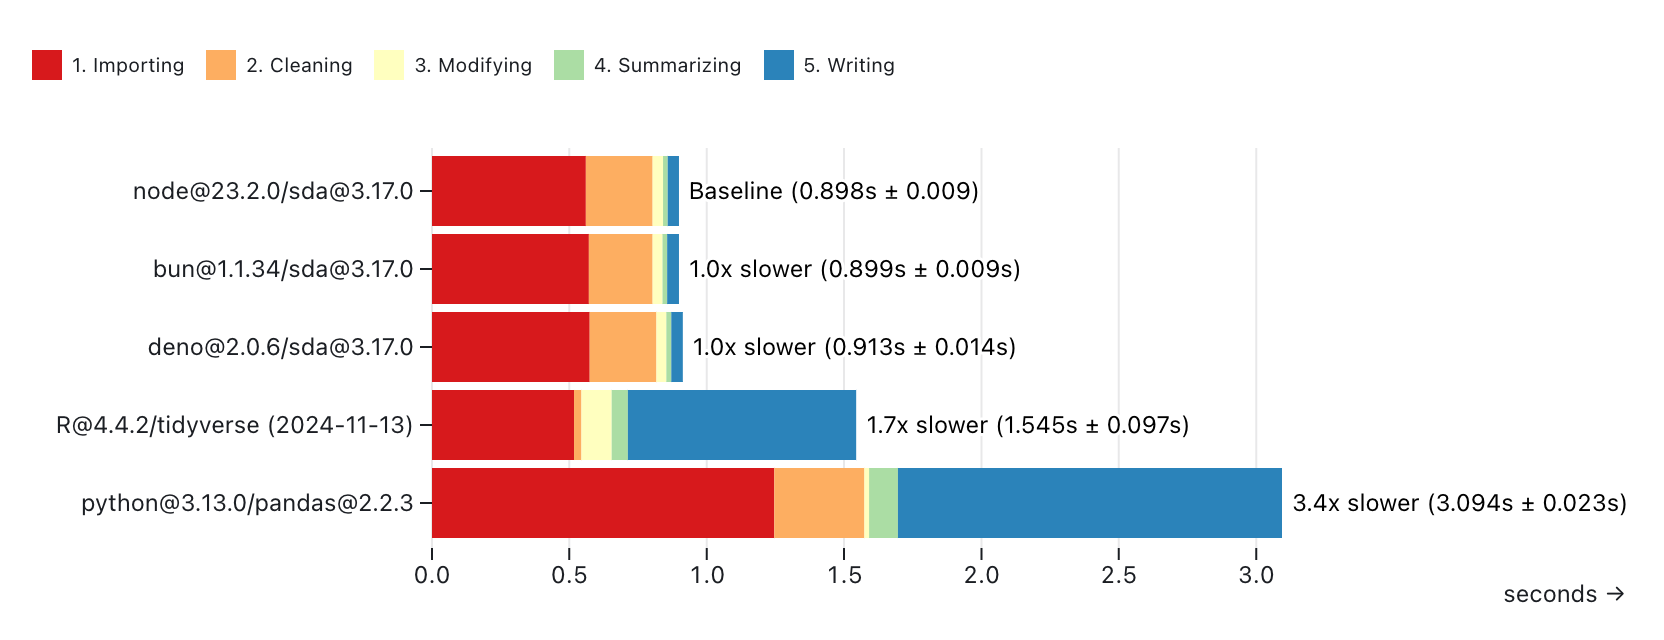 1. Importing 2. Cleaning 3. Modifying 4. Summarizing 5. Writing
node@23.2.0/sda@3.17.0 Baseline (0.898s ± 0.009)
bun@1.1.34/sda@3.17.0 1.0x slower (0.899s ± 0.009s)
deno@2.0.6/sda@3.17.0 1.0x slower (0.913s ± 0.014s)
R@4.4.2/tidyverse (2024-11-13) 1.7x slower (1.545s ± 0.097s)
python@3.13.0/pandas@2.2.3 3.4x slower (3.094s ± 0.023s)
0.0 0.5 1.0 1.5 2.0 2.5 3.0
seconds →